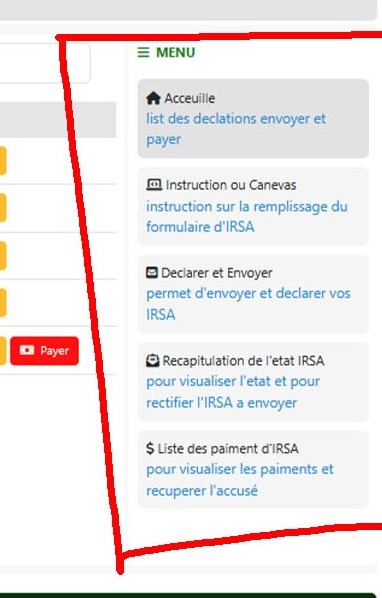 MENU
Acceuille
list des declations envoyer et
payer
Instruction ou Canevas
instruction sur la remplissage du
formulaire d'IRSA
Declarer et Envoyer
permet d'envoyer et declarer vos
IRSA
Payer
Recapitulation de l'etat IRSA
pour visualiser l'etat et pour
rectifier l'IRSA a envoyer
$ Liste des paiment d'IRSA
pour visualiser les paiments et
recuperer l'accusé